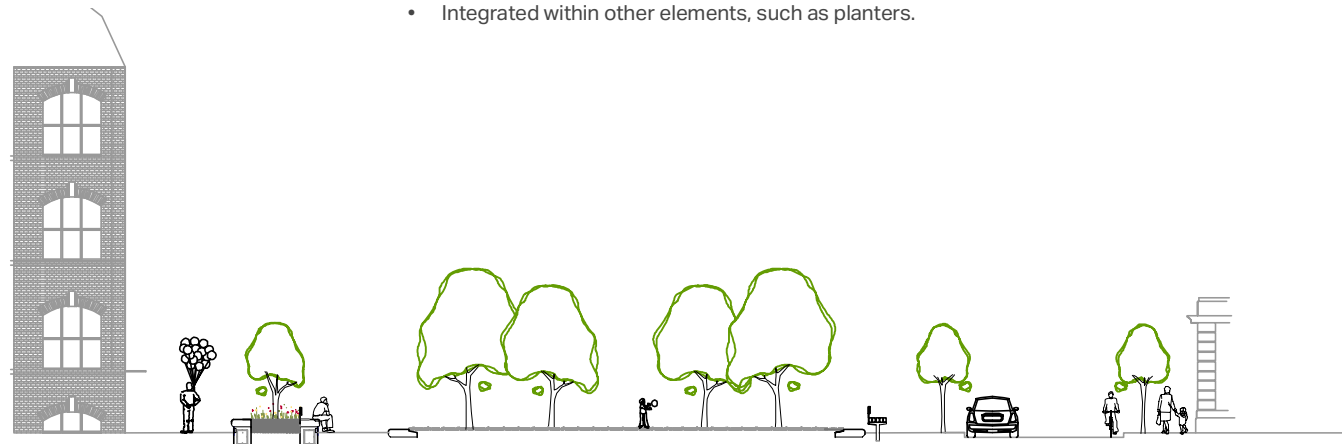 • Integrated within other elements, such as planters.